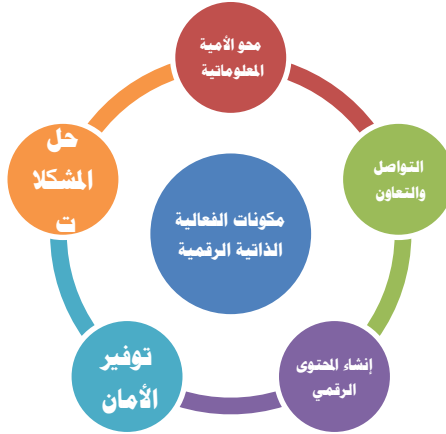 محو الأمية
المعلوماتية
التواصل
والتعاون
إنشاء المحتوى
الرقمي
توفير
الأمان
حل
المشكلا
ت
مكونات الفعالية
الذاتية الرقمية